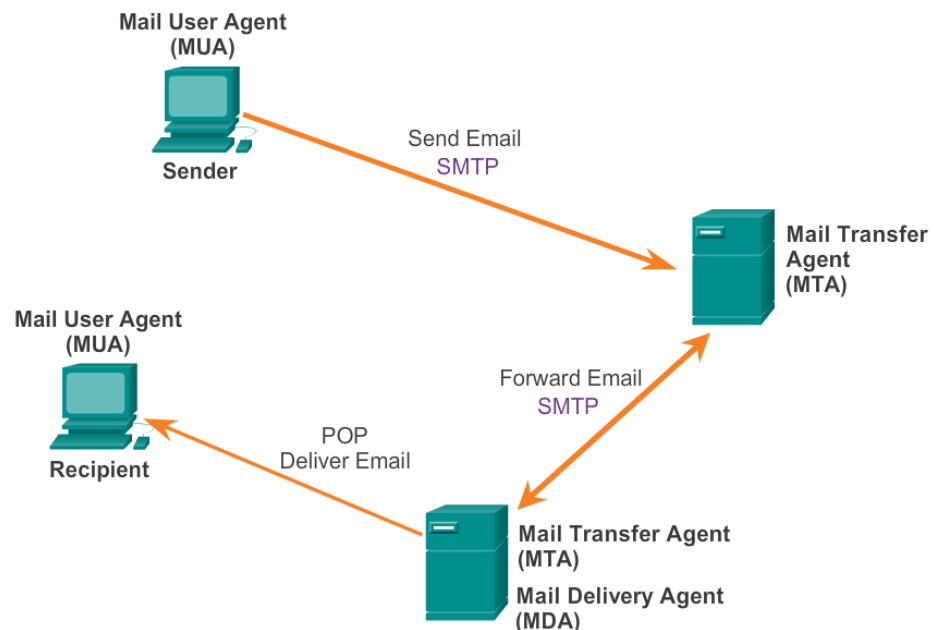 Mail User Agent
(MUA)
Sender
Send Email
SMTP
Mail Transfer
Agent
(MTA)
Mail User Agent
(MUA)
Recipient
Forward Email
SMTP
POP
Deliver Email
Mail Transfer Agent
(MTA)
Mail Delivery Agent
(MDA)